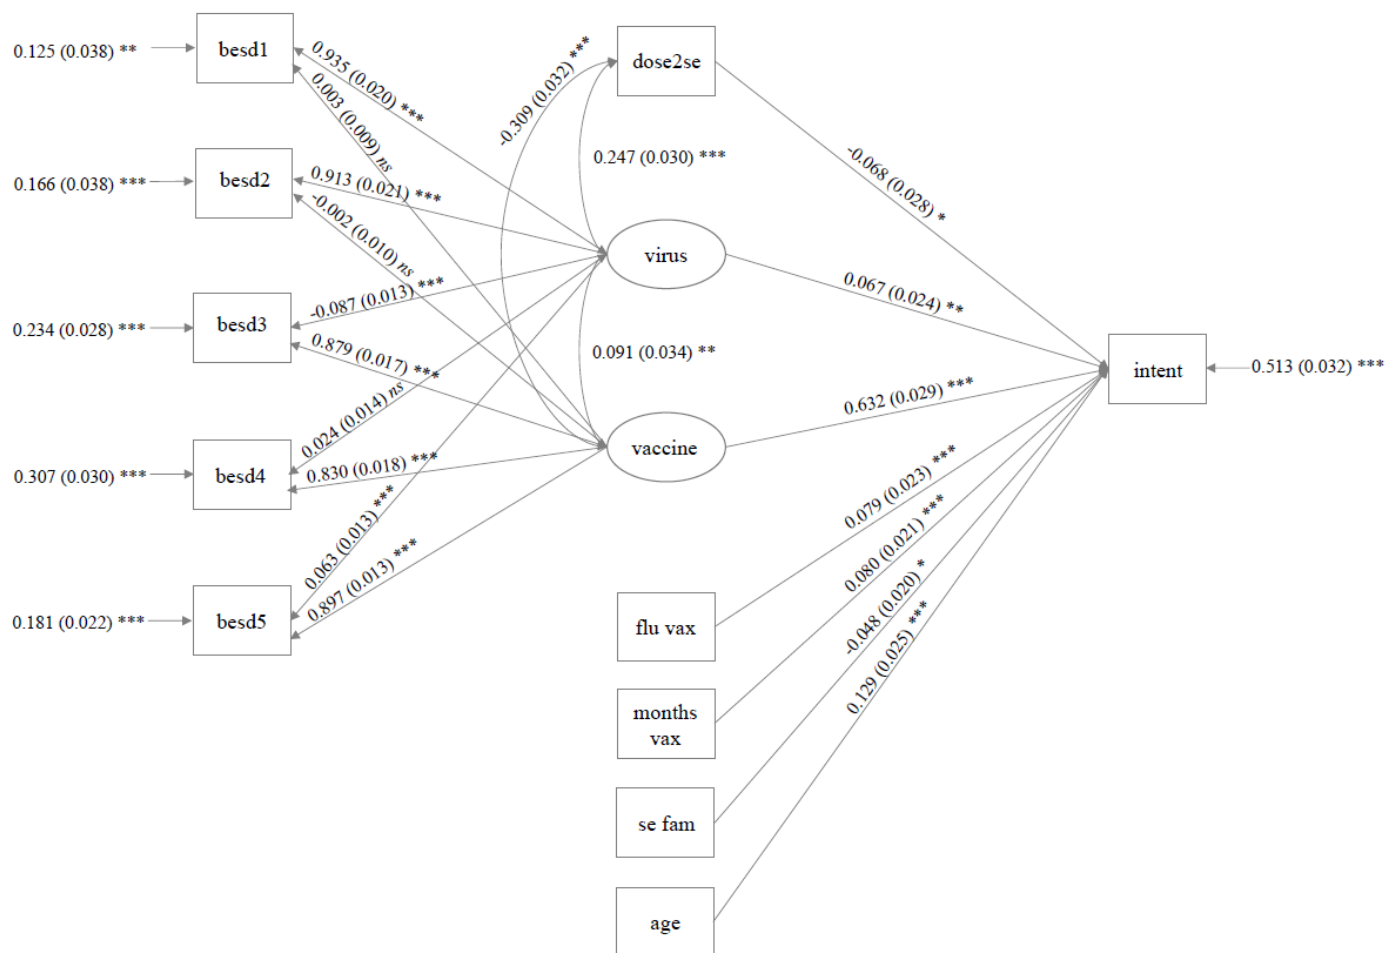 0.125 (0.038) **
besd1
0.935 (0.020) ***
0.003 (0.009) ns
0.166 (0.038) ***
besd2
0.913 (0.021) ***
-0.002 (0.010) ns
0.234 (0.028) ***
besd3
-0.087 (0.013) ***
0.879 (0.017) ***
0.307 (0.030) ***
besd4
0.024 (0.014) ns
0.830 (0.018) ***
0.181 (0.022) ***
besd5
0.063 (0.013) ***
0.897 (0.013) ***
-0.309 (0.032) ***
dose2se
0.247 (0.030) ***
virus
0.091 (0.034) **
vaccine
-0.068 (0.028) *
0.067 (0.024) **
0.632 (0.029) ***
intent
0.513 (0.032) ***
flu vax
0.079 (0.023) ***
months
vax
0.080 (0.021) ***
se fam
-0.048 (0.020) *
age
0.129 (0.025) ***